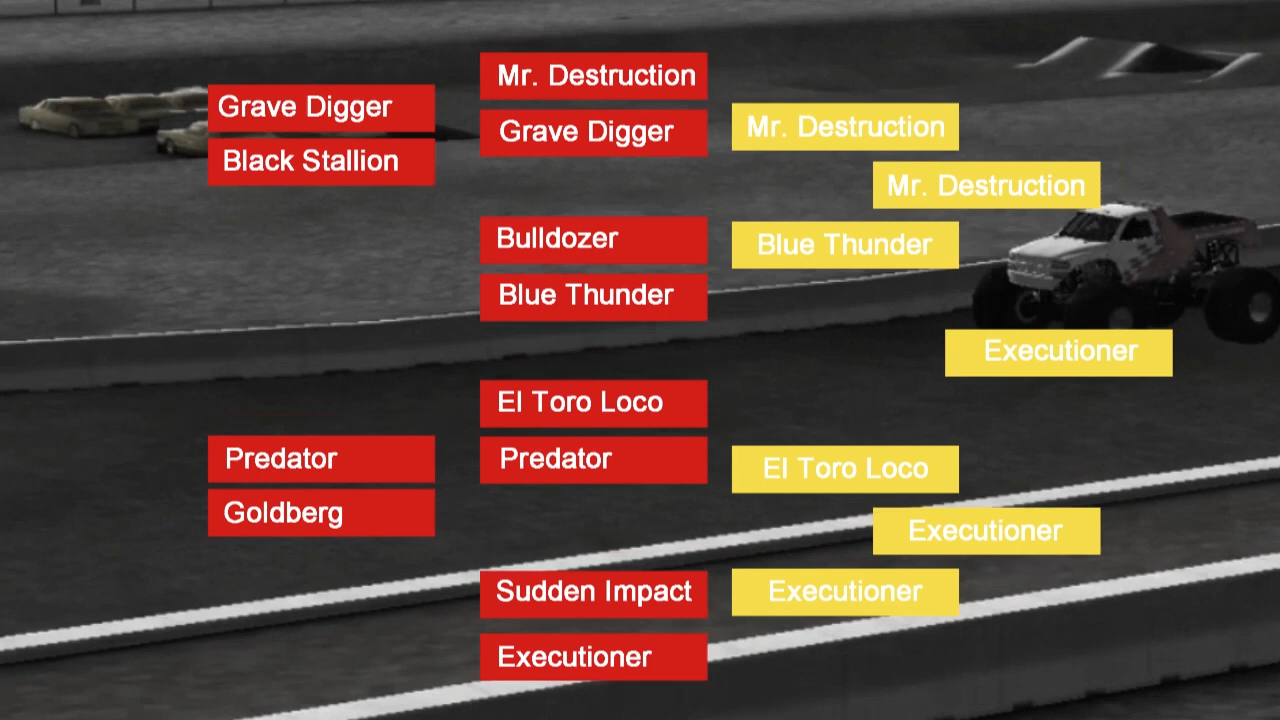 Grave Digger
Black Stallion
Predator
Goldberg
Mr. Destruction
Grave Digger
Bulldozer
Blue Thunder
El Toro Loco
Predator
Sudden Impact
Executioner
Mr. Destruction
Blue Thunder
El Toro Loco
Executioner
Mr. Destruction
Executioner
Executioner